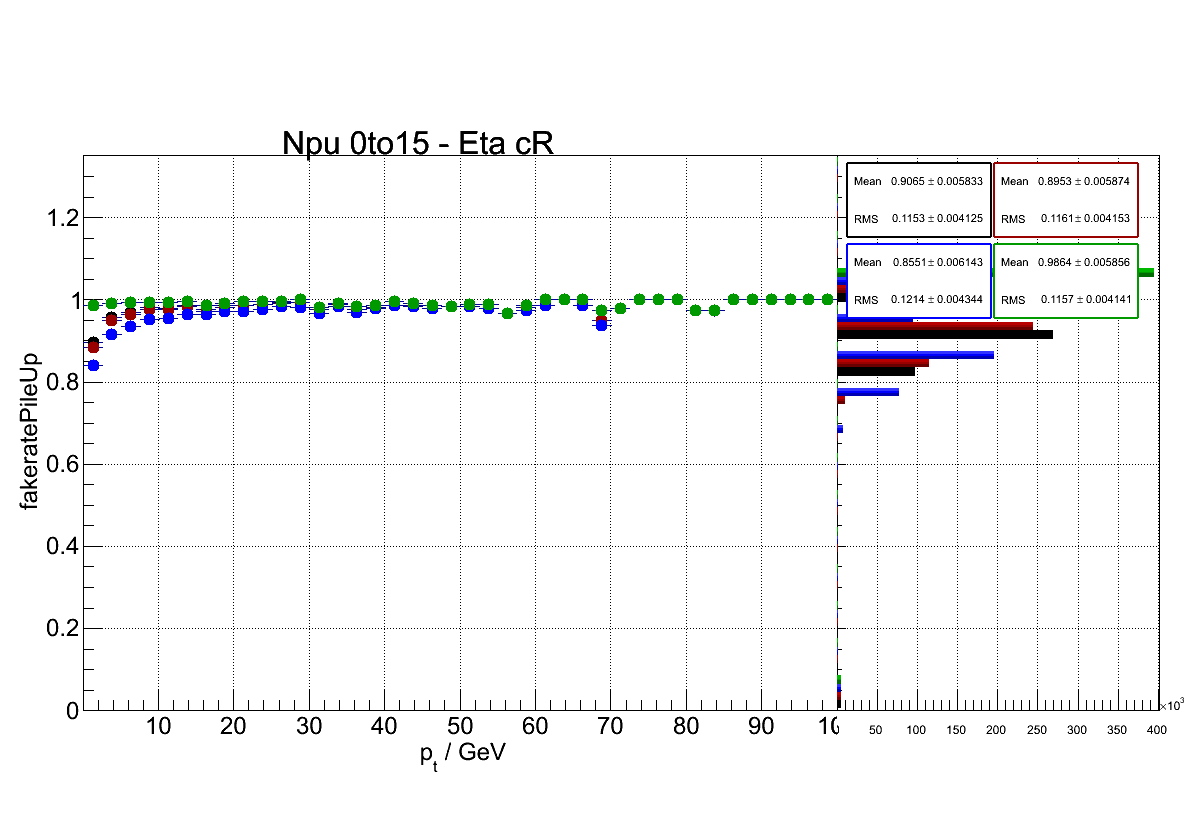 Npu 0to15 - Eta cR
fakeratePileUp
1.2
1
0.8
0.6
0.4
0.2
0
10 20 30 40 50 60 70 80 90 10
p_t / GeV
Mean 0.9065 ± 0.005833
RMS 0.1153 ± 0.004125
Mean 0.8953 ± 0.005874
RMS 0.1161 ± 0.004153
Mean 0.8551 ± 0.006143
RMS 0.1214 ± 0.004344
Mean 0.9864 ± 0.005856
RMS 0.1157 ± 0.004141
50 100 150 200 250 300 350 400
×10³